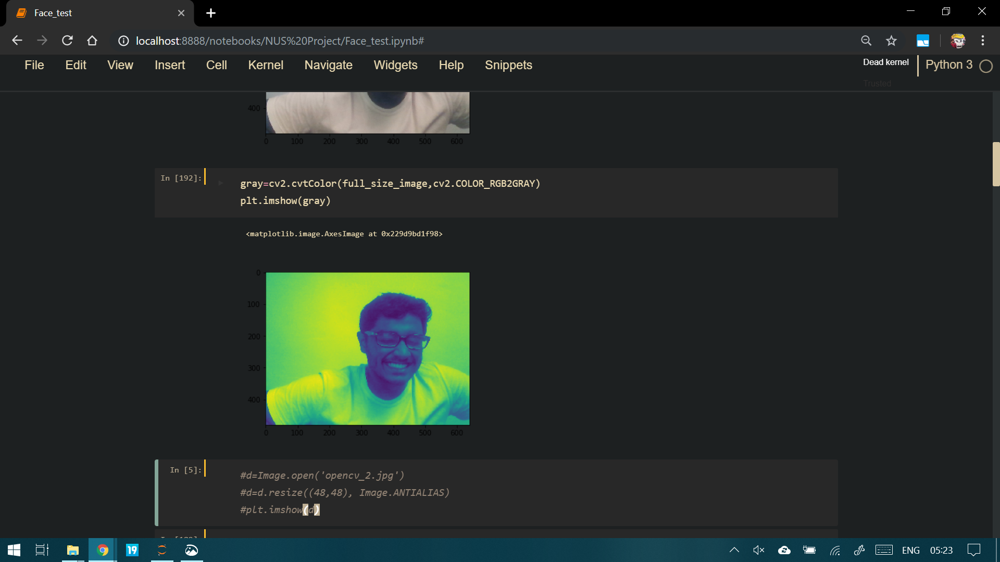 Face_test
localhost:8888/notebooks/NUS%20Project/Face_test.ipynb#
File Edit View Insert Cell Kernel Navigate Widgets Help Snippets
Dead kernel
Python 3
Trusted
400
0 100 200 300 400 500 600
In [192]:
gray=cv2.cvtColor(full_size_image,cv2.COLOR_RGB2GRAY)
plt.imshow(gray)
<matplotlib.image.AxesImage at 0x229d9bd1f98>
0
100
200
300
400
0 100 200 300 400 500 600
In [5]:
#d=Image.open('opencv_2.jpg')
#d=d.resize((48,48), Image.ANTIALIAS)
#plt.imshow(d)
19
ENG 05:23